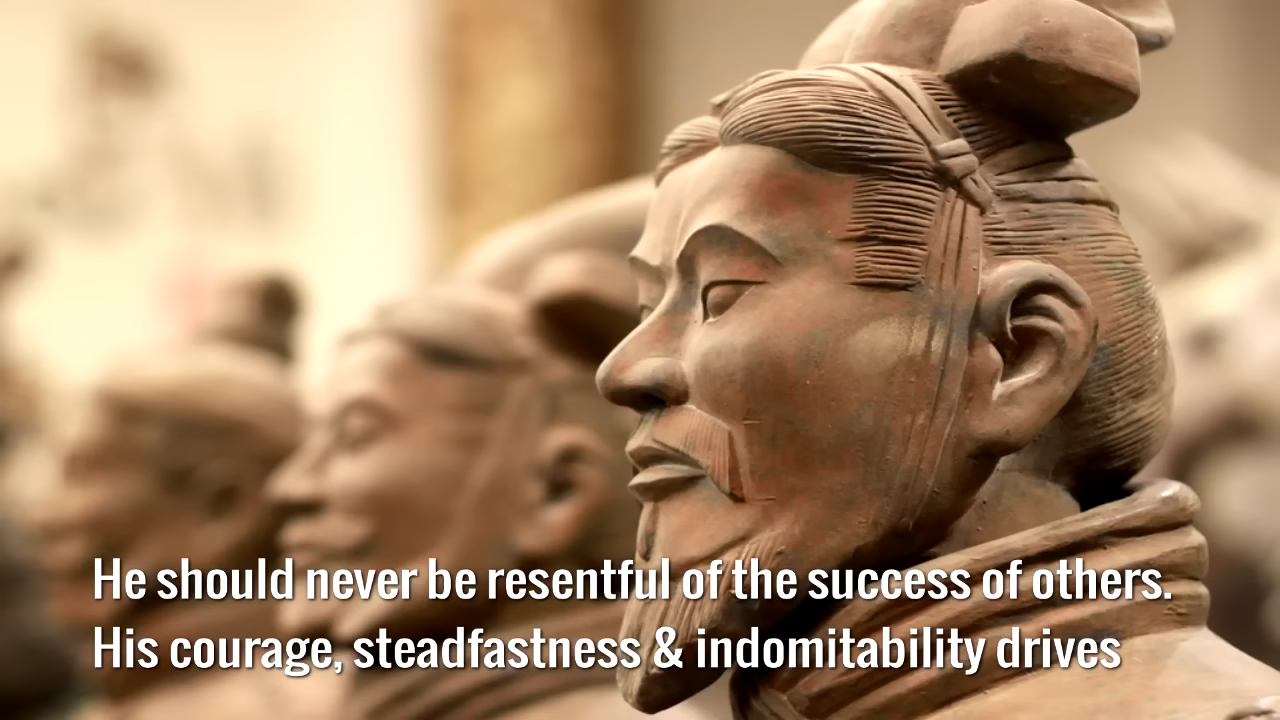 He should never be resentful of the success of others.
His courage, steadfastness & indomitability drives